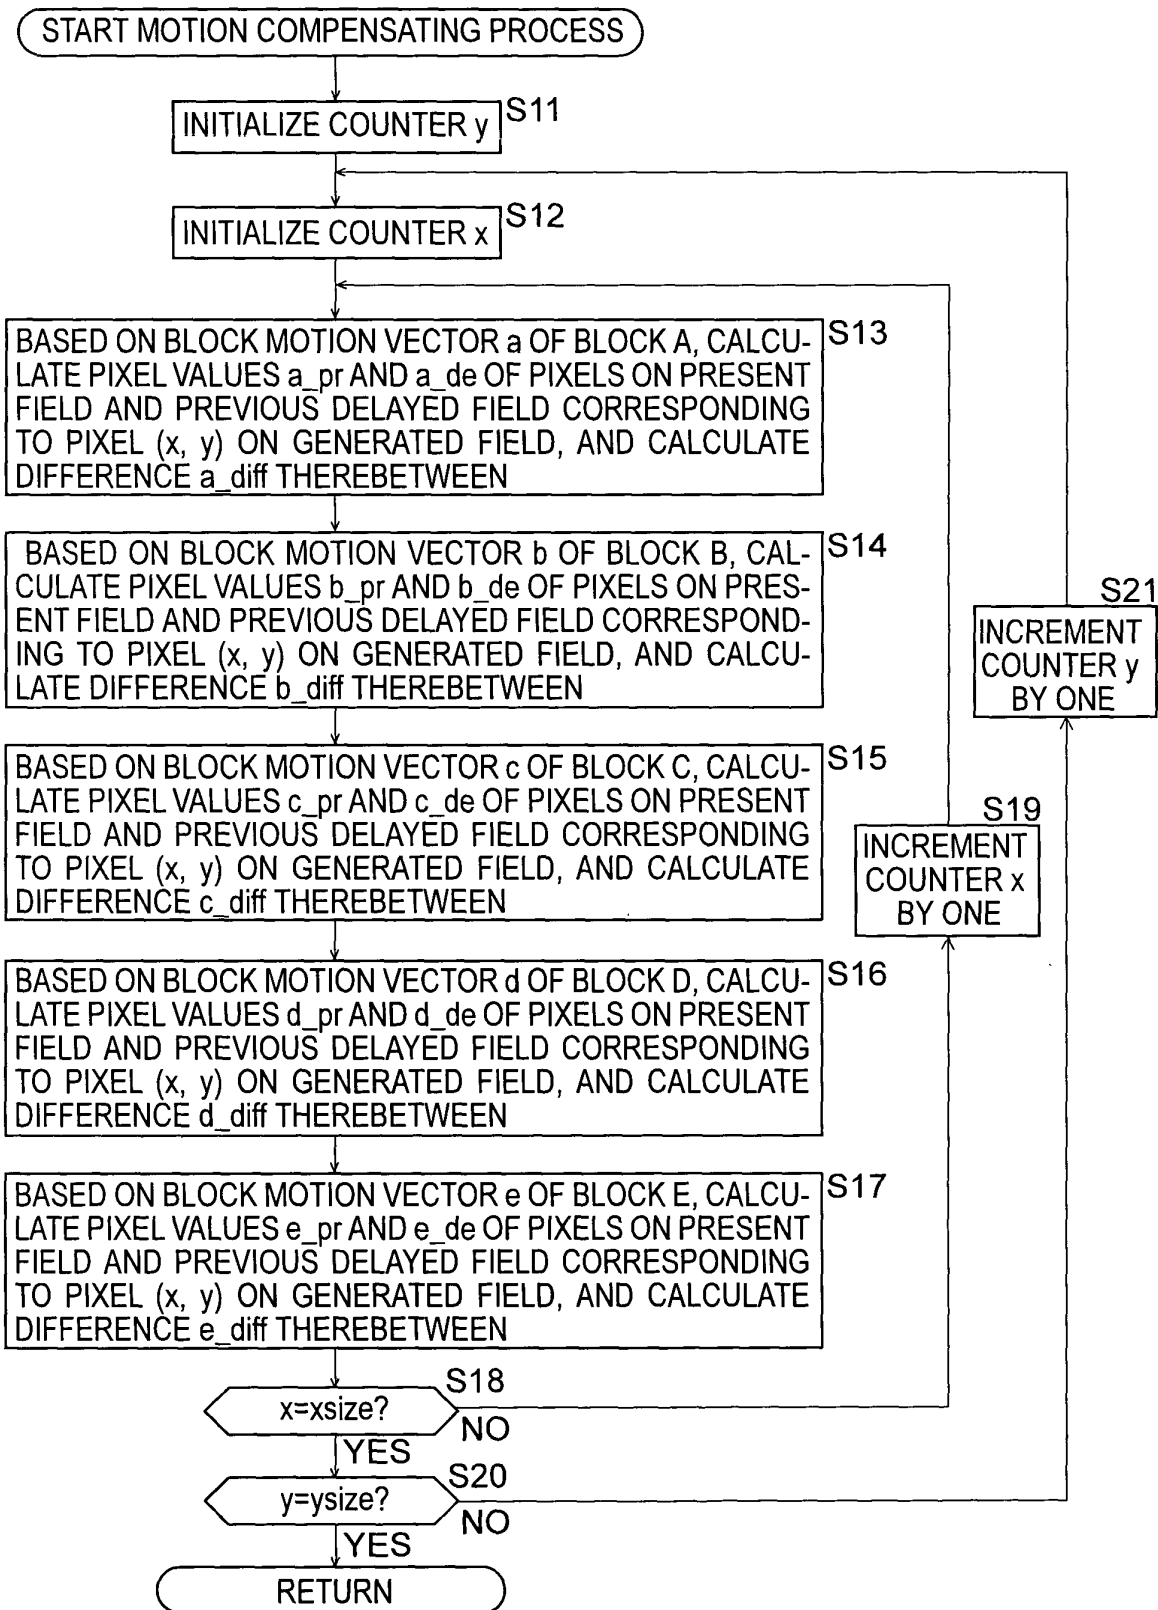 START MOTION COMPENSATING PROCESS
S11
INITIALIZE COUNTER y
S12
INITIALIZE COUNTER x
S13
BASED ON BLOCK MOTION VECTOR a OF BLOCK A, CALCU-
LATE PIXEL VALUES a_pr AND a_de OF PIXELS ON PRESENT
FIELD AND PREVIOUS DELAYED FIELD CORRESPONDING
TO PIXEL (x, y) ON GENERATED FIELD, AND CALCULATE
DIFFERENCE a_diff THEREBETWEEN
S14
BASED ON BLOCK MOTION VECTOR b OF BLOCK B, CAL-
CULATE PIXEL VALUES b_pr AND b_de OF PIXELS ON PRES-
ENT FIELD AND PREVIOUS DELAYED FIELD CORRESPOND-
ING TO PIXEL (x, y) ON GENERATED FIELD, AND CALCU-
LATE DIFFERENCE b_diff THEREBETWEEN
S15
BASED ON BLOCK MOTION VECTOR c OF BLOCK C, CALCU-
LATE PIXEL VALUES c_pr AND c_de OF PIXELS ON PRESENT
FIELD AND PREVIOUS DELAYED FIELD CORRESPONDING
TO PIXEL (x, y) ON GENERATED FIELD, AND CALCULATE
DIFFERENCE c_diff THEREBETWEEN
S16
BASED ON BLOCK MOTION VECTOR d OF BLOCK D, CALCU-
LATE PIXEL VALUES d_pr AND d_de OF PIXELS ON PRESENT
FIELD AND PREVIOUS DELAYED FIELD CORRESPONDING
TO PIXEL (x, y) ON GENERATED FIELD, AND CALCULATE
DIFFERENCE d_diff THEREBETWEEN
S17
BASED ON BLOCK MOTION VECTOR e OF BLOCK E, CALCU-
LATE PIXEL VALUES e_pr AND e_de OF PIXELS ON PRESENT
FIELD AND PREVIOUS DELAYED FIELD CORRESPONDING
TO PIXEL (x, y) ON GENERATED FIELD, AND CALCULATE
DIFFERENCE e_diff THEREBETWEEN
S18
x=xsize?
NO
YES
S19
INCREMENT
COUNTER x
BY ONE
S20
y=ysize?
NO
YES
S21
INCREMENT
COUNTER y
BY ONE
RETURN